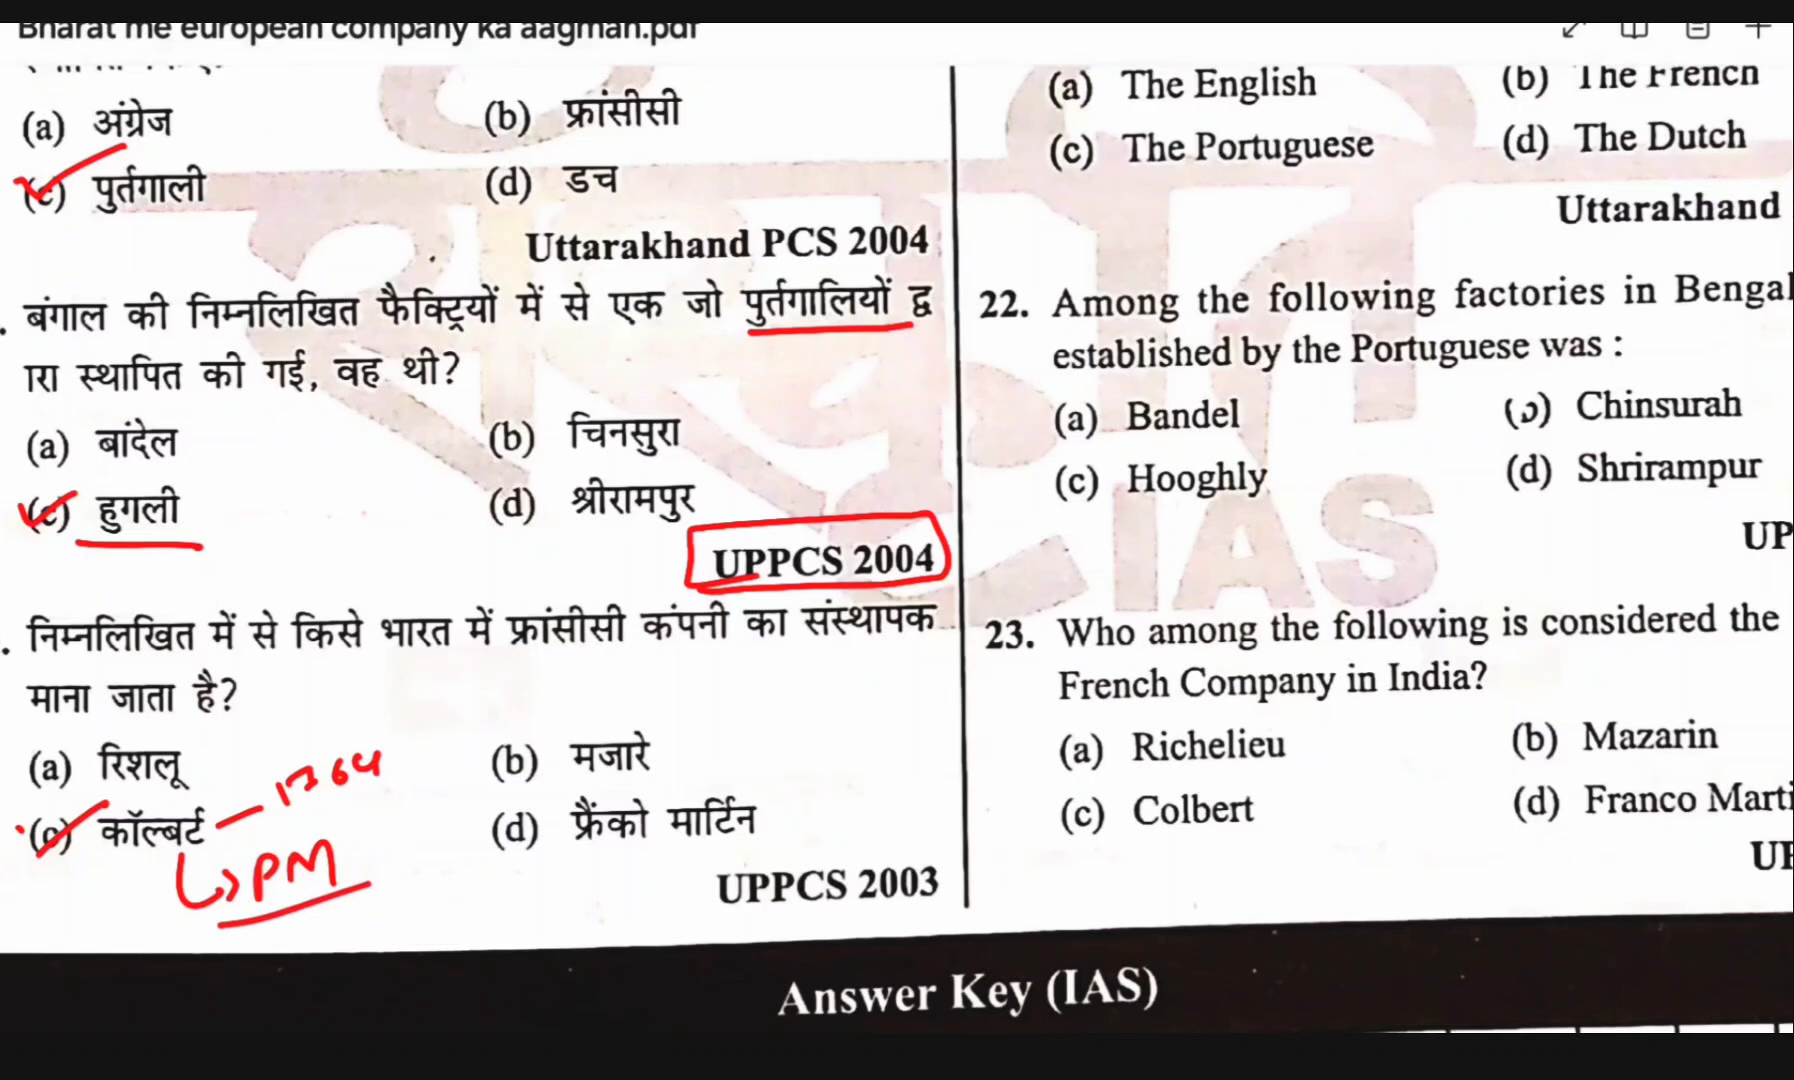 Bharat me european company ka aagman.pdf
(a) अंग्रेज (b) फ्रांसीसी
(c) पुर्तगाली (d) डच
Uttarakhand PCS 2004
. बंगाल की निम्नलिखित फैक्ट्रियों में से एक जो पुर्तगालियों द्व
ारा स्थापित की गई, वह थी?
(a) बांदेल (b) चिनसुरा
(c) हुगली (d) श्रीरामपुर
UPPCS 2004
. निम्नलिखित में से किसे भारत में फ्रांसीसी कंपनी का संस्थापक
माना जाता है?
(a) रिशलू (b) मजारे
1764
(c) कॉल्बर्ट (d) फ्रैंको मार्टिन
PM
UPPCS 2003
(a) The English (b) The French
(c) The Portuguese (d) The Dutch
Uttarakhand
22. Among the following factories in Bengal
established by the Portuguese was :
(a) Bandel (b) Chinsurah
(c) Hooghly (d) Shrirampur
UP
23. Who among the following is considered the
French Company in India?
(a) Richelieu (b) Mazarin
(c) Colbert (d) Franco Marti
UP
Answer Key (IAS)
संस्कृति
IAS